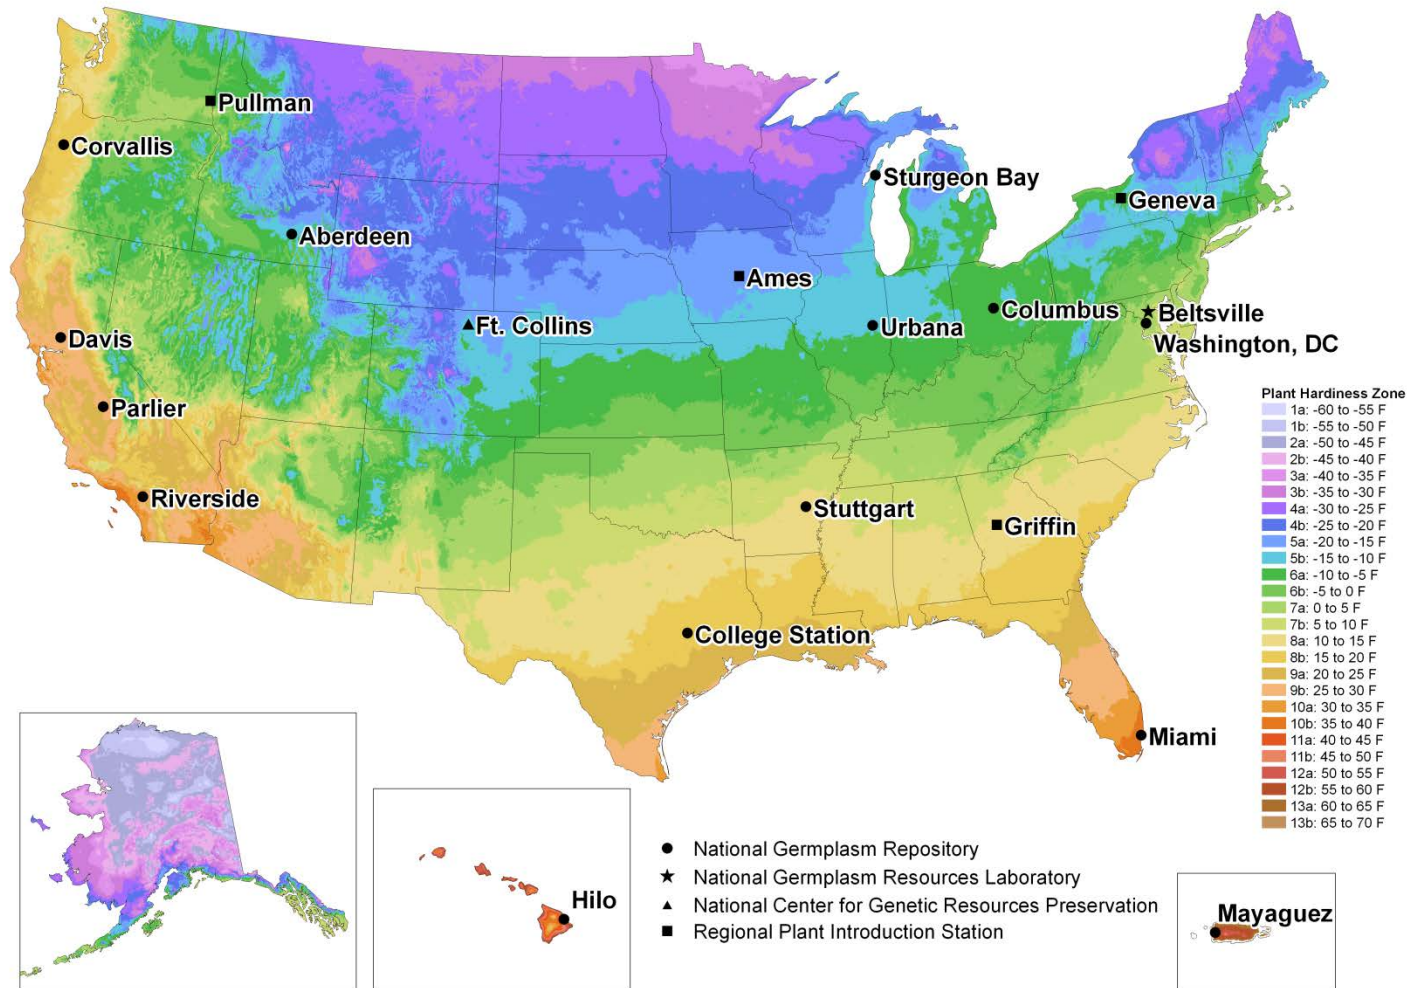 Pullman
Corvallis
Sturgeon Bay
Geneva
Aberdeen
Ames
Ft. Collins
Urbana
Columbus
Beltsville
Washington, DC
Davis
Parlier
Riverside
Stuttgart
Griffin
College Station
Miami
Plant Hardiness Zone
1a: -60 to -55 F
1b: -55 to -50 F
2a: -50 to -45 F
2b: -45 to -40 F
3a: -40 to -35 F
3b: -35 to -30 F
4a: -30 to -25 F
4b: -25 to -20 F
5a: -20 to -15 F
5b: -15 to -10 F
6a: -10 to -5 F
6b: -5 to 0 F
7a: 0 to 5 F
7b: 5 to 10 F
8a: 10 to 15 F
8b: 15 to 20 F
9a: 20 to 25 F
9b: 25 to 30 F
10a: 30 to 35 F
10b: 35 to 40 F
11a: 40 to 45 F
11b: 45 to 50 F
12a: 50 to 55 F
12b: 55 to 60 F
13a: 60 to 65 F
13b: 65 to 70 F
Hilo
National Germplasm Repository
National Germplasm Resources Laboratory
National Center for Genetic Resources Preservation
Regional Plant Introduction Station
Mayaguez